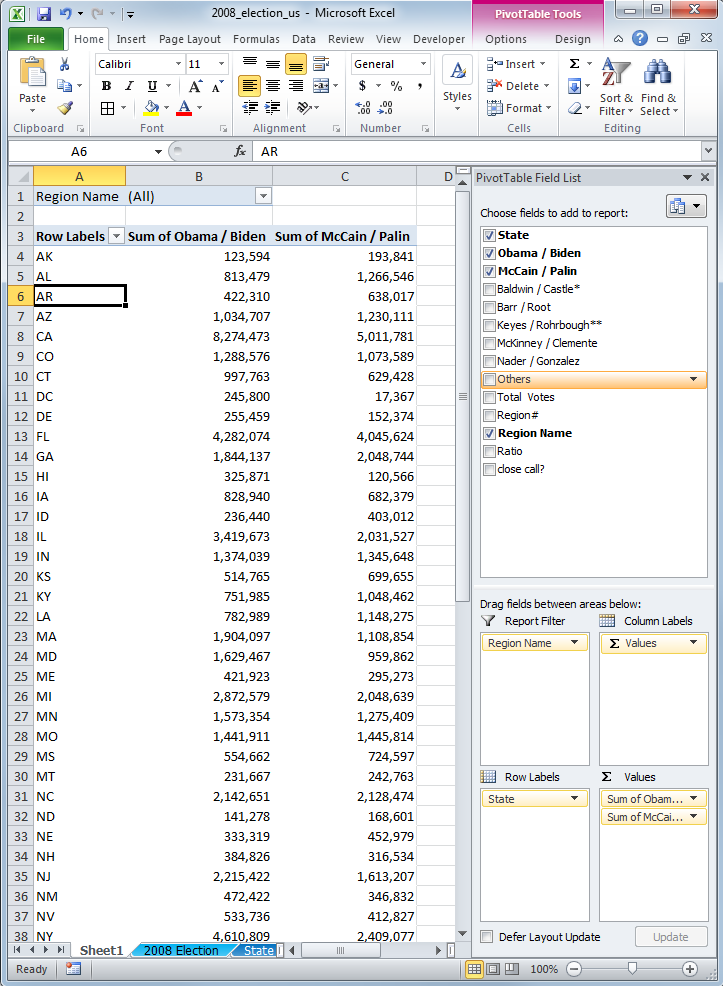 2008_election_us - Microsoft Excel
PivotTable Tools
File Home Insert Page Layout Formulas Data Review View Developer Options Design
Paste
Clipboard
Calibri 11
B I U A A
A
Font
Alignment
General
$ % ,
Number
A
Styles
Insert
Delete
Format
Cells
Σ
Sort & Filter
Find & Select
Editing
A6 fx AR
A B C D
1 Region Name (All)
2
3 Row Labels Sum of Obama / Biden Sum of McCain / Palin
4 AK 123,594 193,841
5 AL 813,479 1,266,546
6 AR 422,310 638,017
7 AZ 1,034,707 1,230,111
8 CA 8,274,473 5,011,781
9 CO 1,288,576 1,073,589
10 CT 997,763 629,428
11 DC 245,800 17,367
12 DE 255,459 152,374
13 FL 4,282,074 4,045,624
14 GA 1,844,137 2,048,744
15 HI 325,871 120,566
16 IA 828,940 682,379
17 ID 236,440 403,012
18 IL 3,419,673 2,031,527
19 IN 1,374,039 1,345,648
20 KS 514,765 699,655
21 KY 751,985 1,048,462
22 LA 782,989 1,148,275
23 MA 1,904,097 1,108,854
24 MD 1,629,467 959,862
25 ME 421,923 295,273
26 MI 2,872,579 2,048,639
27 MN 1,573,354 1,275,409
28 MO 1,441,911 1,445,814
29 MS 554,662 724,597
30 MT 231,667 242,763
31 NC 2,142,651 2,128,474
32 ND 141,278 168,601
33 NE 333,319 452,979
34 NH 384,826 316,534
35 NJ 2,215,422 1,613,207
36 NM 472,422 346,832
37 NV 533,736 412,827
38 NY 4,610,809 2,409,077
Sheet1 2008 Election State
Ready
100%
PivotTable Field List
Choose fields to add to report:
State
Obama / Biden
McCain / Palin
Baldwin / Castle*
Barr / Root
Keyes / Rohrbough**
McKinney / Clemente
Nader / Gonzalez
Others
Total Votes
Region#
Region Name
Ratio
close call?
Drag fields between areas below:
Report Filter
Region Name
Column Labels
Σ Values
Row Labels
State
Σ Values
Sum of Obam...
Sum of McCai...
Defer Layout Update
Update